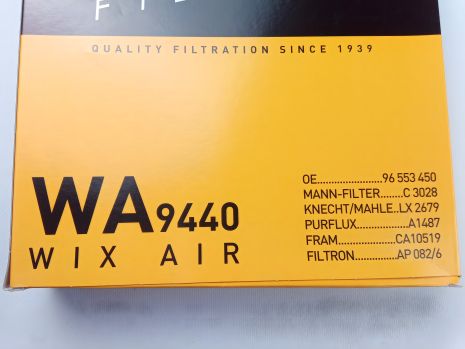 QUALITY FILTRATION SINCE 1939
OE.......................96 553 450
MANN-FILTER........C 3028
KNECHT/MAHLE..LX 2679
PURFLUX..................A1487
FRAM....................CA10519
FILTRON...............AP 082/6
WA9440
WIX AIR